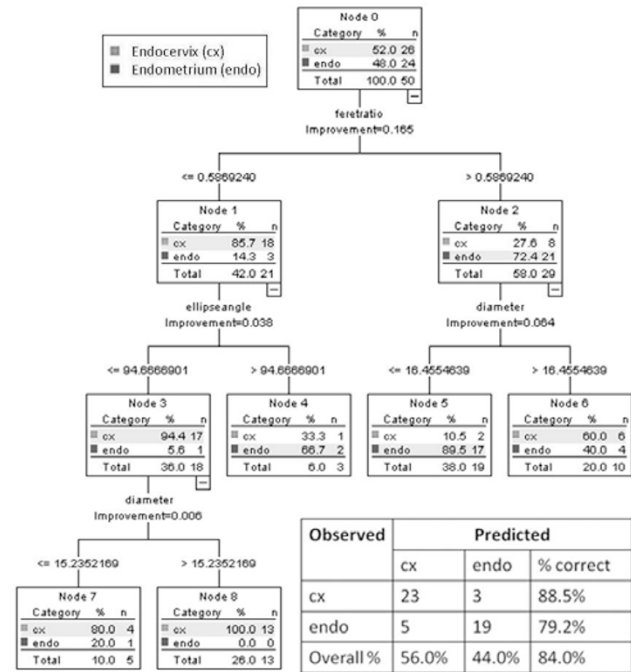 Endocervix (cx)
Endometrium (endo)
Node 0
Category % n
cx 52.0 26
endo 48.0 24
Total 100.0 50
feretratio
Improvement=0.165
<= 0.5869240
> 0.5869240
Node 1
Category % n
cx 85.7 18
endo 14.3 3
Total 42.0 21
Node 2
Category % n
cx 27.6 8
endo 72.4 21
Total 58.0 29
ellipseangle
Improvement=0.038
diameter
Improvement=0.064
<= 94.6666901
> 94.6666901
<= 16.4554639
> 16.4554639
Node 3
Category % n
cx 94.4 17
endo 5.6 1
Total 36.0 18
Node 4
Category % n
cx 33.3 1
endo 66.7 2
Total 6.0 3
Node 5
Category % n
cx 10.5 2
endo 89.5 17
Total 38.0 19
Node 6
Category % n
cx 60.0 6
endo 40.0 4
Total 20.0 10
diameter
Improvement=0.006
<= 15.2352169
> 15.2352169
Node 7
Category % n
cx 80.0 4
endo 20.0 1
Total 10.0 5
Node 8
Category % n
cx 100.0 13
endo 0.0 0
Total 26.0 13
Observed Predicted
cx endo % correct
cx 23 3 88.5%
endo 5 19 79.2%
Overall % 56.0% 44.0% 84.0%